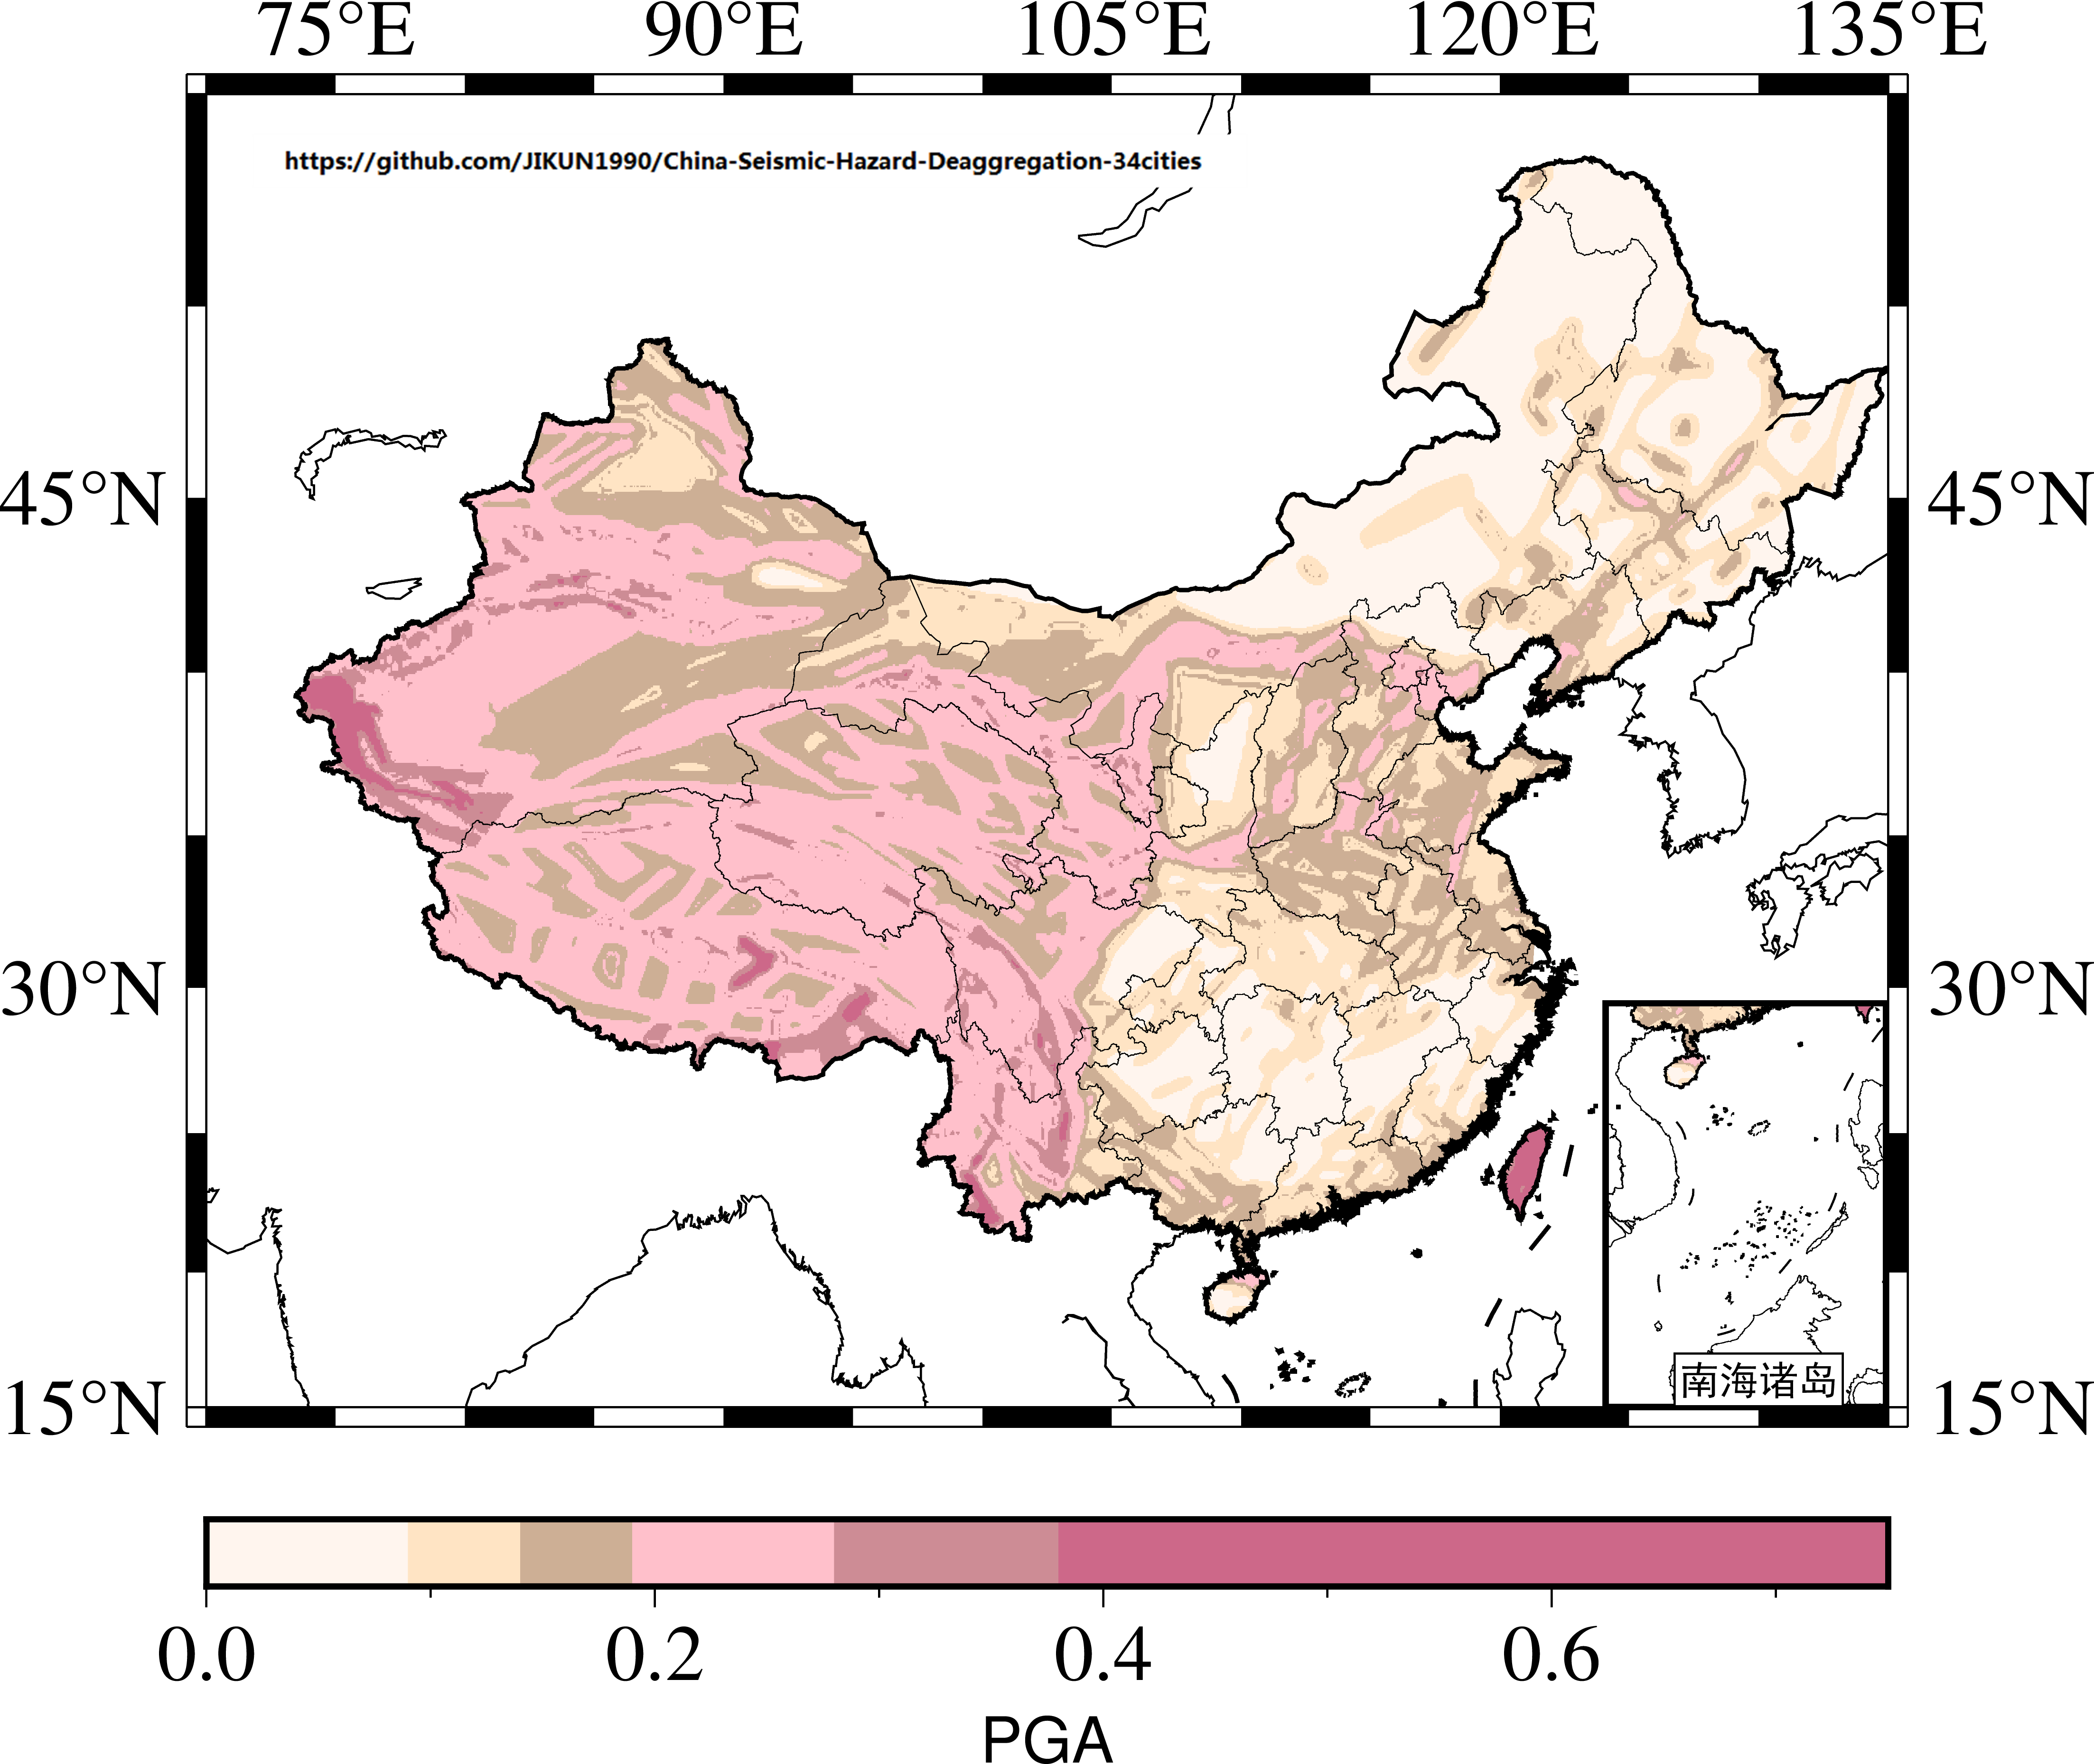 75°E 90°E 105°E 120°E 135°E
https://github.com/JIKUN1990/China-Seismic-Hazard-Deaggregation-34cities
45°N 45°N
30°N 30°N
南海诸岛
15°N 15°N
0.0 0.2 0.4 0.6
PGA